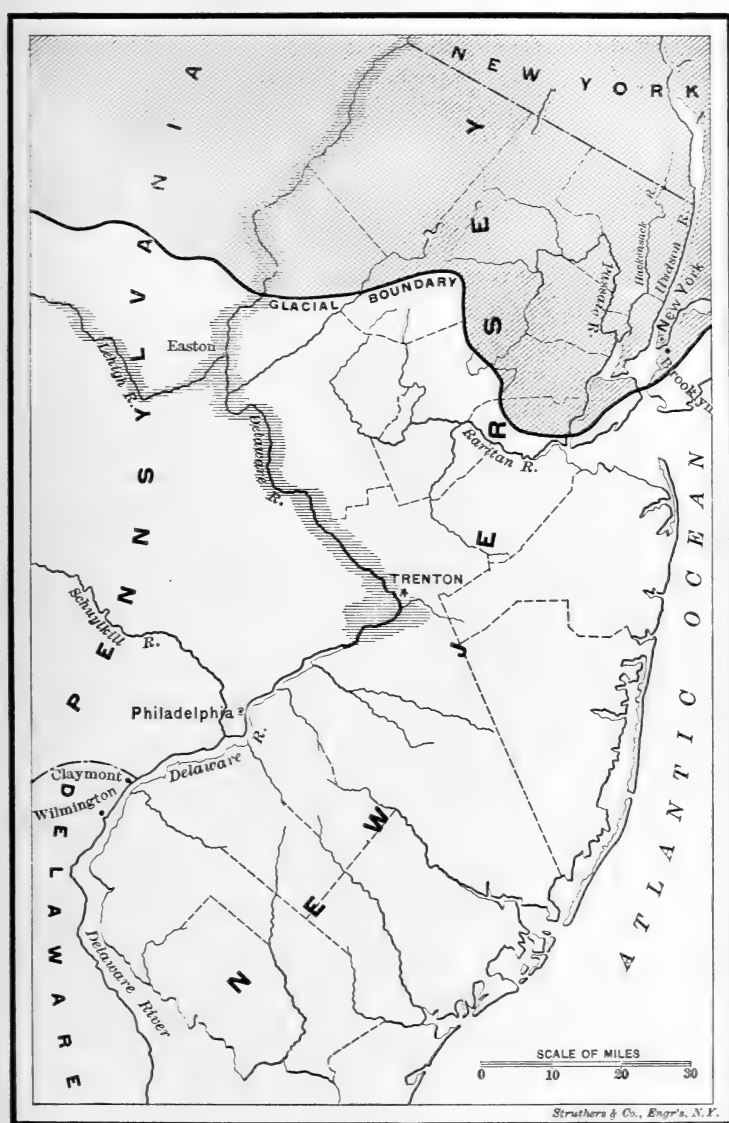 NEW YORK
PENNSYLVANIA
NEW JERSEY
GLACIAL BOUNDARY
Easton
Lehigh R.
Delaware
R.
Passaic R.
Hackensack R.
Hudson R.
New York
Brooklyn
Raritan R.
TRENTON
Schuylkill
R.
Philadelphia
Delaware R.
Claymont
Wilmington
DELAWARE
Delaware River
ATLANTIC OCEAN
SCALE OF MILES
0 10 20 30
Struthers & Co., Engr's, N.Y.